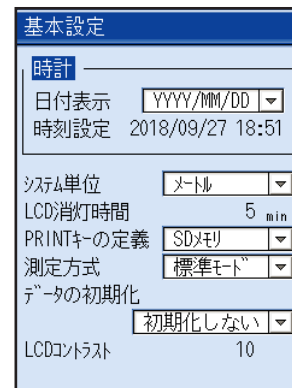 基本設定
時計
日付表示 YYYY/MM/DD
時刻設定 2018/09/27 18:51
ｼｽﾃﾑ単位 ﾒｰﾄﾙ
LCD消灯時間 5 min
PRINTｷｰの定義 SDﾒﾓﾘ
測定方式 標準ﾓｰﾄﾞ
ﾃﾞｰﾀの初期化
初期化しない
LCDｺﾝﾄﾗｽﾄ 10